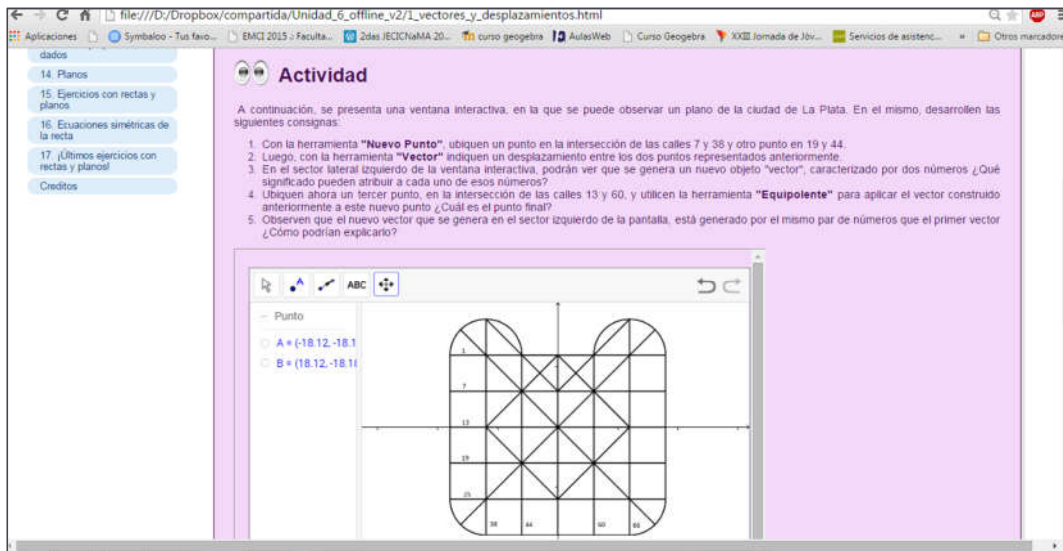 file:///D:/Dropbox/compartida/Unidad_6_offline_v2/1_vectores_y_desplazamientos.html
ABP
Aplicaciones
Symbaloo - Tus favo...
EMCI 2015 .: Faculta...
2das JECICNaMA 20...
curso geogebra
AulasWeb
Curso Geogebra
XXIII Jornada de Jóv...
Servicios de asistenc...
»
Otros marcadore
dados
14. Planos
15. Ejercicios con rectas y
planos
16. Ecuaciones simétricas de
la recta
17. ¡Últimos ejercicios con
rectas y planos!
Creditos
Actividad
A continuación, se presenta una ventana interactiva, en la que se puede observar un plano de la ciudad de La Plata. En el mismo, desarrollen las
siguientes consignas:
1. Con la herramienta "Nuevo Punto", ubiquen un punto en la intersección de las calles 7 y 38 y otro punto en 19 y 44.
2. Luego, con la herramienta "Vector" indiquen un desplazamiento entre los dos puntos representados anteriormente.
3. En el sector lateral izquierdo de la ventana interactiva, podrán ver que se genera un nuevo objeto "vector", caracterizado por dos números ¿Qué
significado pueden atribuir a cada uno de esos números?
4. Ubiquen ahora un tercer punto, en la intersección de las calles 13 y 60, y utilicen la herramienta "Equipolente" para aplicar el vector construido
anteriormente a este nuevo punto ¿Cuál es el punto final?
5. Observen que el nuevo vector que se genera en el sector izquierdo de la pantalla, está generado por el mismo par de números que el primer vector
¿Cómo podrían explicarlo?
A
ABC
− Punto
A = (-18.12, -18.1
B = (18.12, -18.18
1
7
13
19
25
38
44
60
66